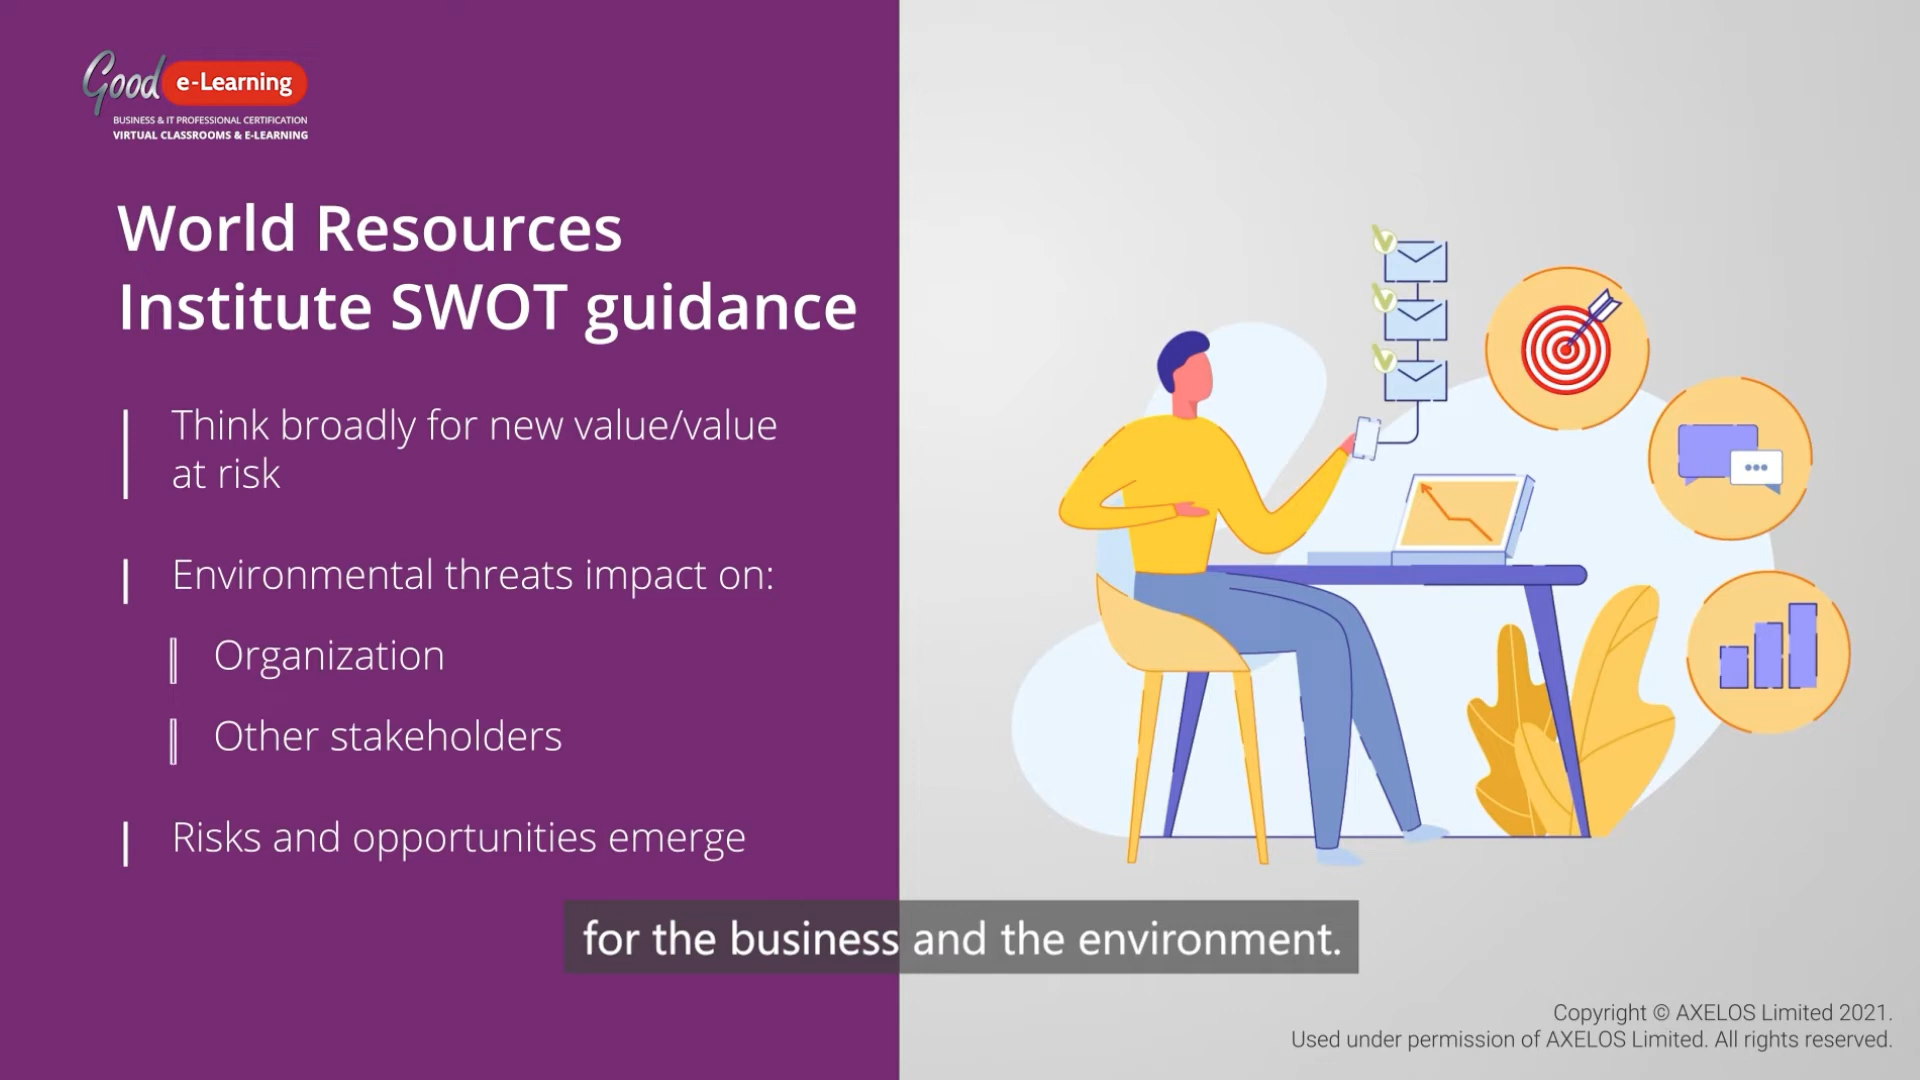 Good e-Learning
BUSINESS & IT PROFESSIONAL CERTIFICATION
VIRTUAL CLASSROOMS & E-LEARNING
World Resources
Institute SWOT guidance
Think broadly for new value/value
at risk
Environmental threats impact on:
Organization
Other stakeholders
Risks and opportunities emerge
for the business and the environment.
Copyright © AXELOS Limited 2021.
Used under permission of AXELOS Limited. All rights reserved.